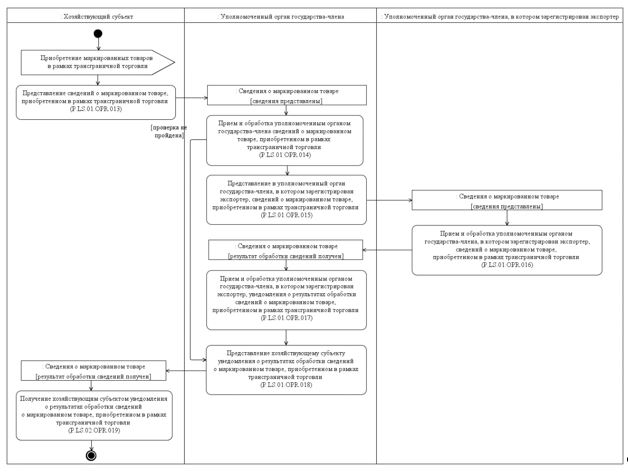 Хозяйствующий субъект
Уполномоченный орган государства-члена
Уполномоченный орган государства-члена, в котором зарегистрирован экспортер
Приобретение маркированных товаров
в рамках трансграничной торговли
Представление сведений о маркированном товаре,
приобретенном в рамках трансграничной торговли
(P.LS.01.OPR.013)
Сведения о маркированном товаре
[сведения представлены]
[проверка не
пройдена]
Прием и обработка уполномоченным органом
государства-члена сведений о маркированном
товаре, приобретенном в рамках
трансграничной торговли
(P.LS.01.OPR.014)
Представление в уполномоченный орган
государства-члена, в котором зарегистрирован
экспортер, сведений о маркированном товаре,
приобретенном в рамках трансграничной торговли
(P.LS.01.OPR.015)
Сведения о маркированном товаре
[сведения представлены]
Прием и обработка уполномоченным органом
государства-члена, в котором зарегистрирован экспортер,
сведений о маркированном товаре,
приобретенном в рамках трансграничной торговли
(P.LS.01.OPR.016)
Сведения о маркированном товаре
[результат обработки сведений получен]
Прием и обработка уполномоченным органом
государства-члена, в котором зарегистрирован
экспортер, уведомления о результатах обработки
сведений о маркированном товаре,
приобретенном в рамках трансграничной торговли
(P.LS.01.OPR.017)
Представление хозяйствующему субъекту
уведомления о результатах обработки сведений
о маркированном товаре, приобретенном в рамках
трансграничной торговли
(P.LS.01.OPR.018)
Сведения о маркированном товаре
[результат обработки сведений получен]
Получение хозяйствующим субъектом уведомления
о результатах обработки сведений
о маркированном товаре, приобретенном в рамках
трансграничной торговли
(P.LS.02.OPR.019)